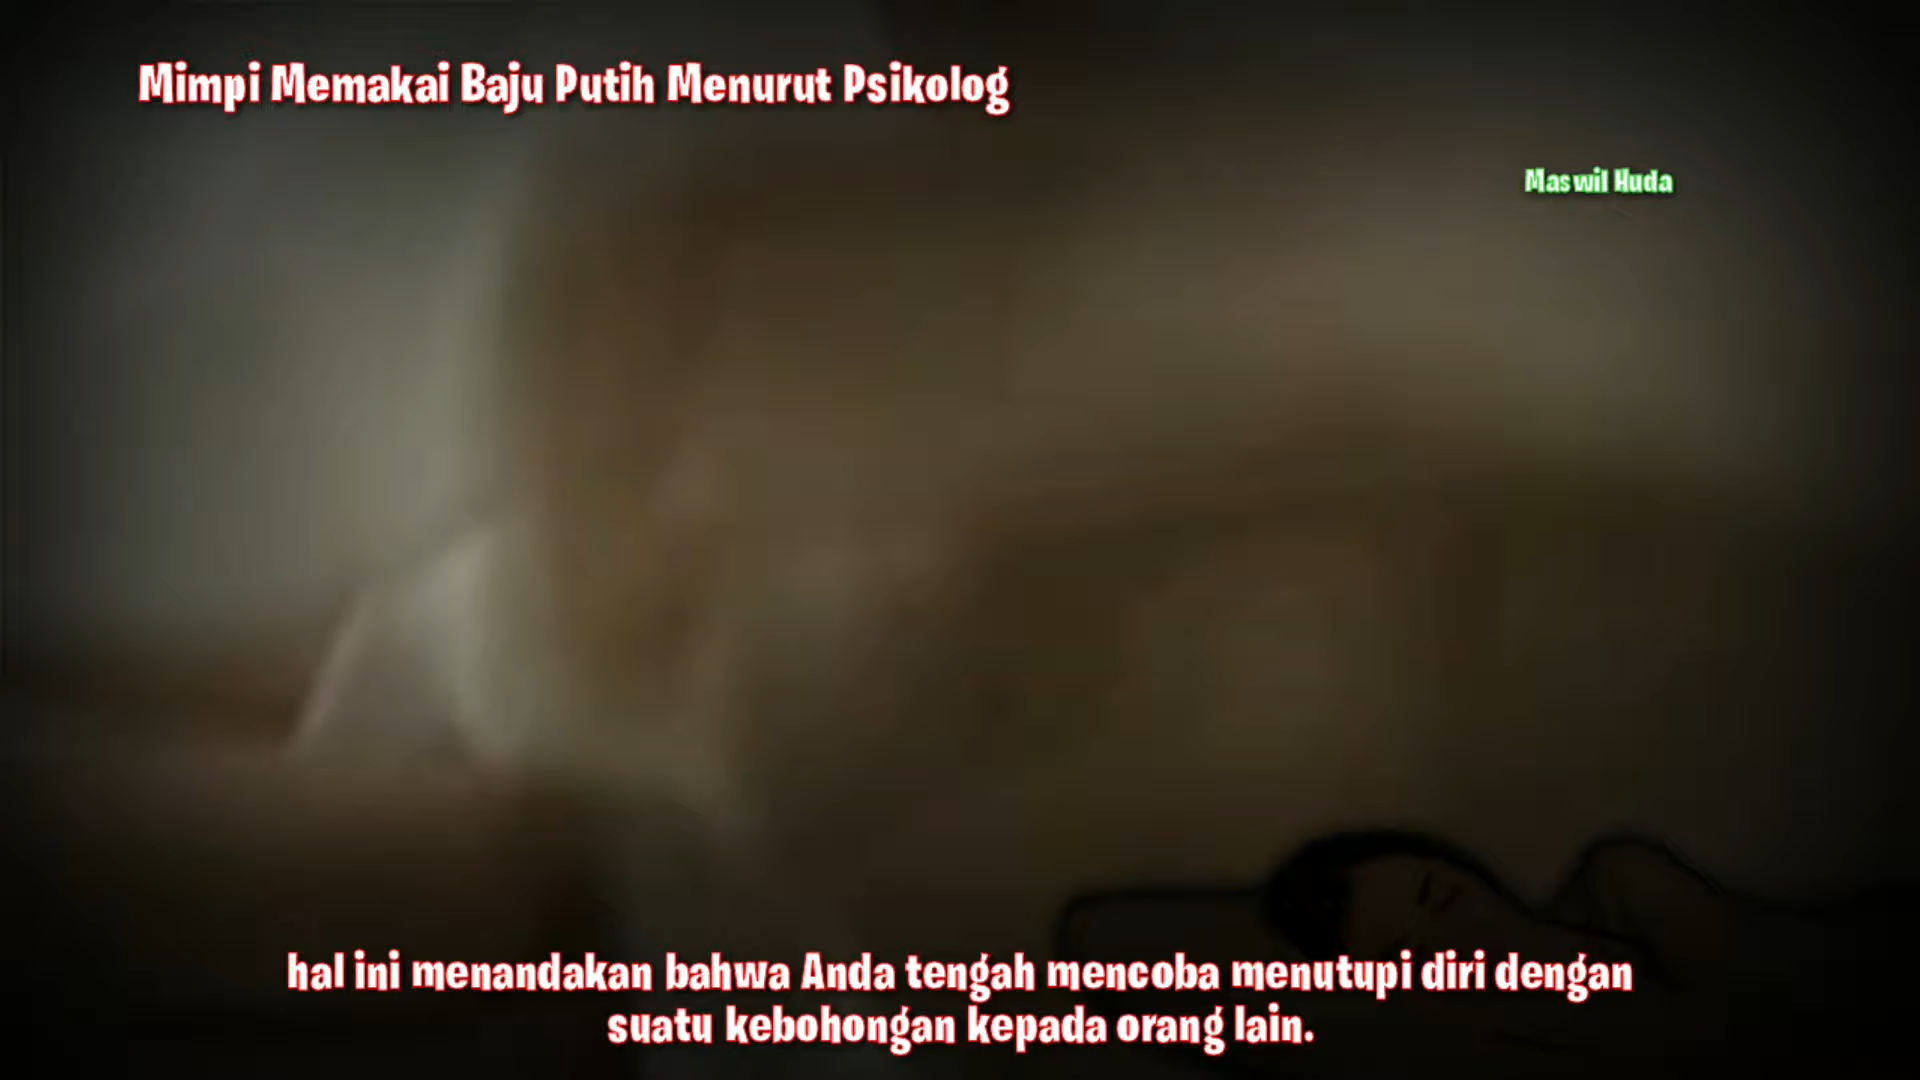 Mimpi Memakai Baju Putih Menurut Psikolog
Maswil Huda
hal ini menandakan bahwa Anda tengah mencoba menutupi diri dengan
suatu kebohongan kepada orang lain.